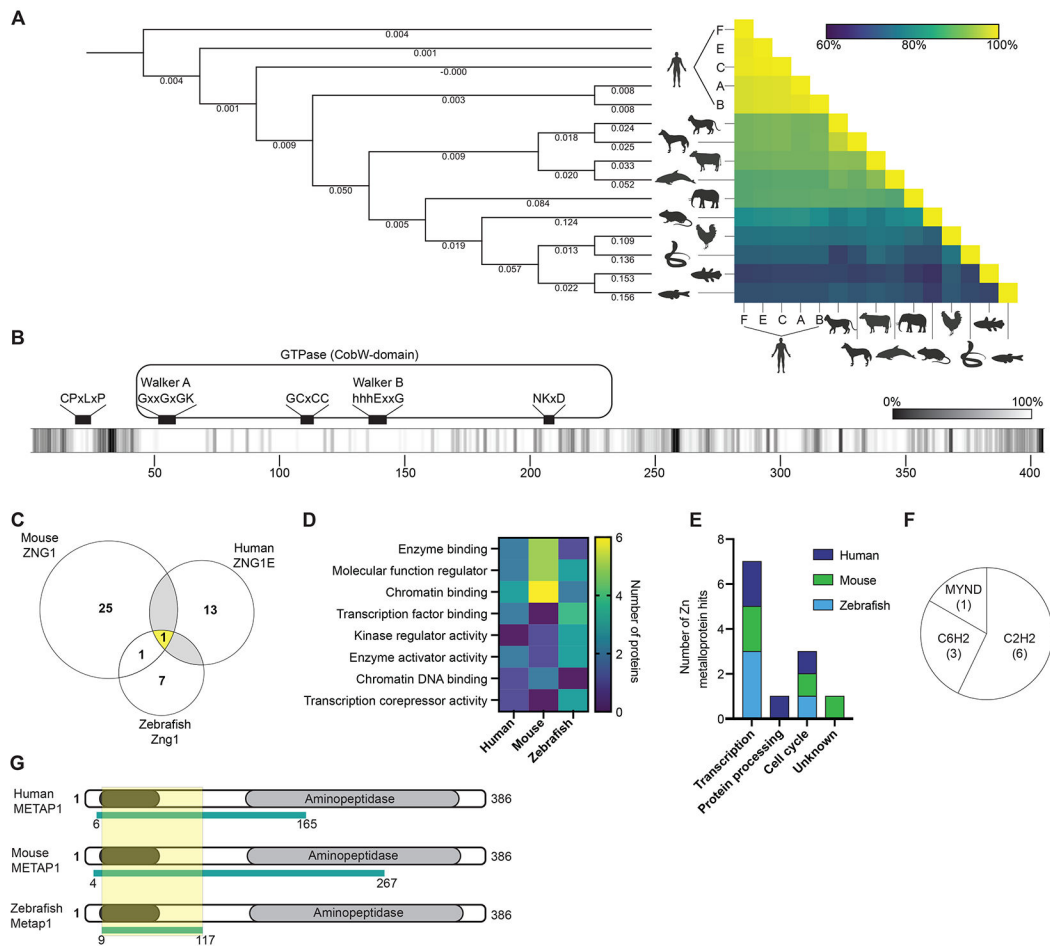 A
0.004
0.001
-0.000
0.004
0.001
0.003
0.008
0.008
0.009
0.024
0.018
0.025
0.009
0.033
0.020
0.052
0.050
0.084
0.005
0.124
0.019
0.109
0.013
0.136
0.057
0.153
0.022
0.156
F
E
C
A
B
60% 80% 100%
F E C A B
B
GTPase (CobW-domain)
Walker A Walker B
CPxLxP GxxGxGK GCxCC hhhExxG NKxD
0% 100%
50 100 150 200 250 300 350 400
C
Mouse
ZNG1
Human
ZNG1E
25
13
1
1
7
Zebrafish
Zng1
D
Enzyme binding
Molecular function regulator
Chromatin binding
Transcription factor binding
Kinase regulator activity
Enzyme activator activity
Chromatin DNA binding
Transcription corepressor activity
Human
Mouse
Zebrafish
6
4
2
0
Number of proteins
E
Number of Zn
metalloprotein hits
8
6
4
2
0
Human
Mouse
Zebrafish
Transcription
Protein processing
Cell cycle
Unknown
F
MYND
(1)
C6H2
(3)
C2H2
(6)
G
Human
METAP1
1 Aminopeptidase 386
6 165
Mouse
METAP1
1 Aminopeptidase 386
4 267
Zebrafish
Metap1
1 Aminopeptidase 386
9 117